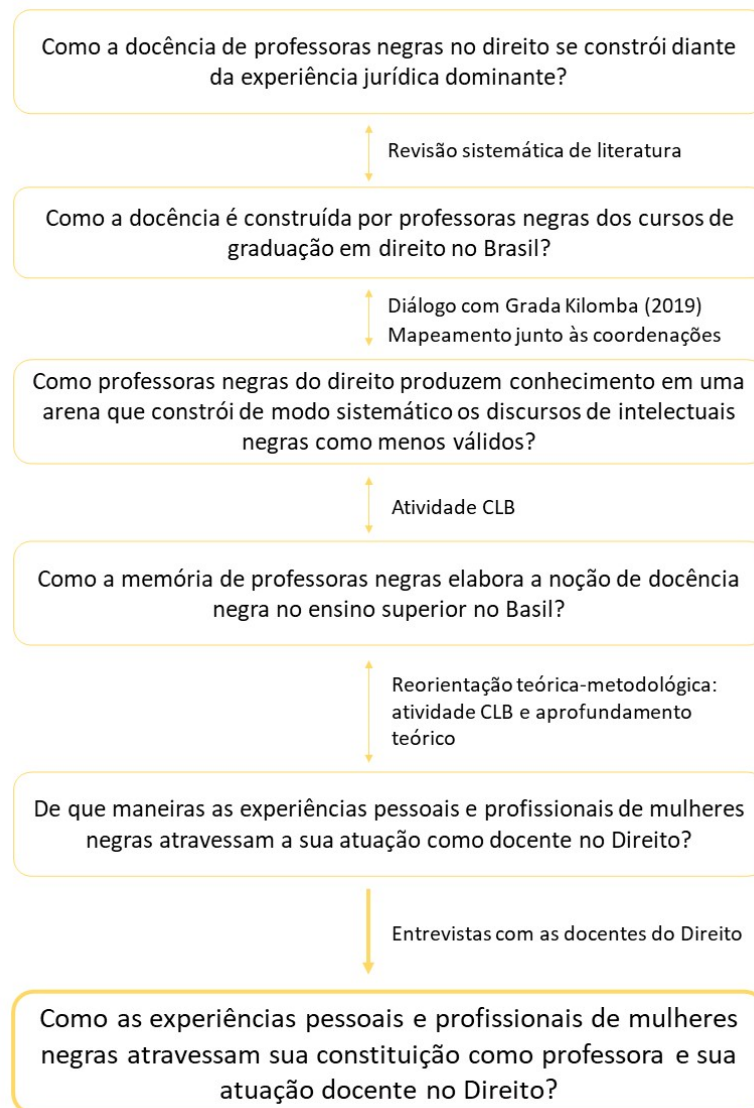 Como a docência de professoras negras no direito se constrói diante
da experiência jurídica dominante?
Revisão sistemática de literatura
Como a docência é construída por professoras negras dos cursos de
graduação em direito no Brasil?
Diálogo com Grada Kilomba (2019)
Mapeamento junto às coordenações
Como professoras negras do direito produzem conhecimento em uma
arena que constrói de modo sistemático os discursos de intelectuais
negras como menos válidos?
Atividade CLB
Como a memória de professoras negras elabora a noção de docência
negra no ensino superior no Basil?
Reorientação teórica-metodológica:
atividade CLB e aprofundamento
teórico
De que maneiras as experiências pessoais e profissionais de mulheres
negras atravessam a sua atuação como docente no Direito?
Entrevistas com as docentes do Direito
Como as experiências pessoais e profissionais de mulheres
negras atravessam sua constituição como professora e sua
atuação docente no Direito?